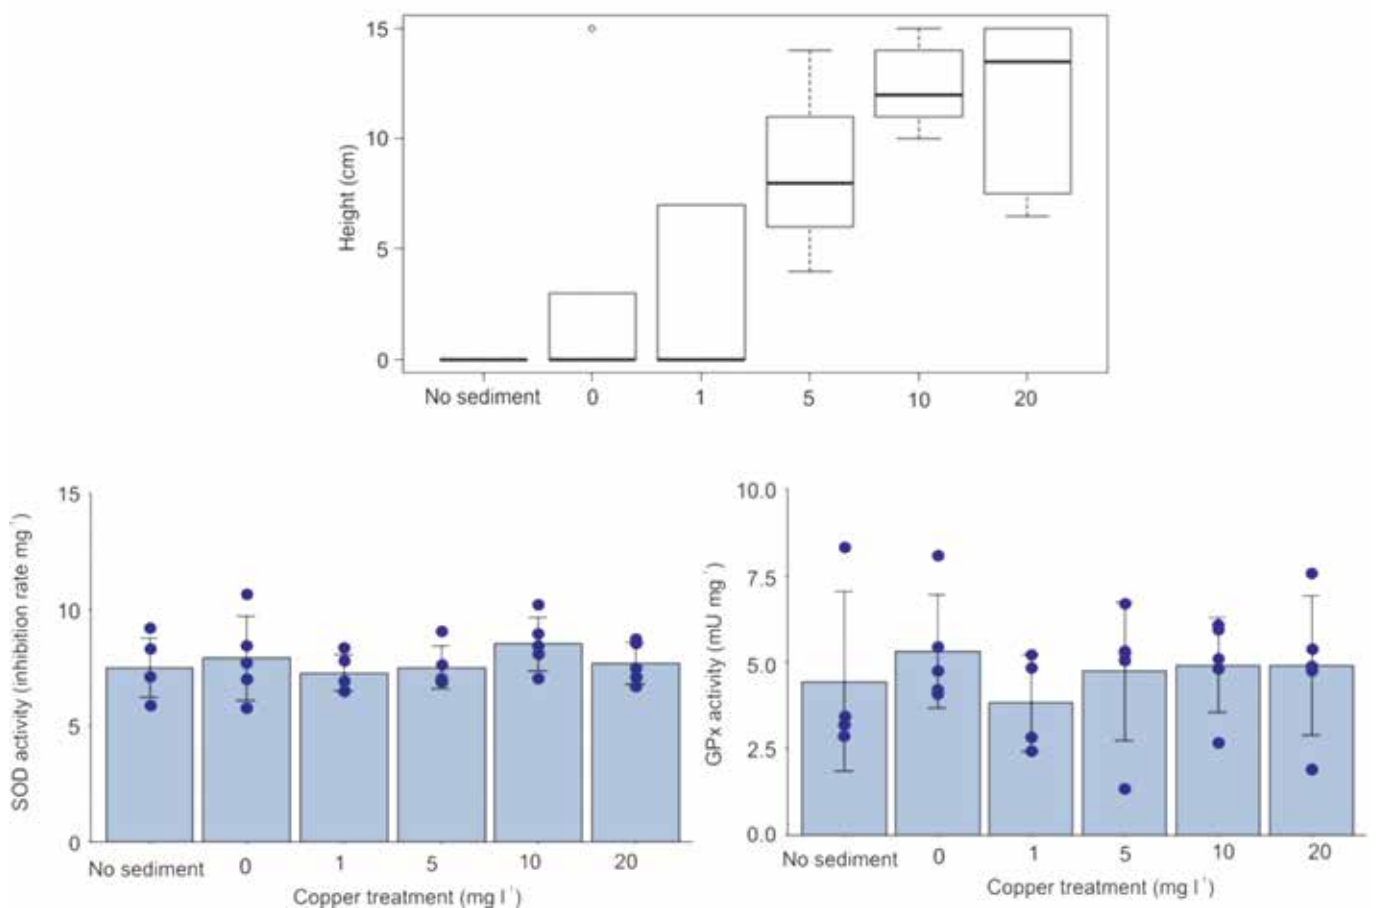 15
10
5
0
Height (cm)
No sediment 0 1 5 10 20
15
10
5
0
SOD activity (inhibition rate mg⁻¹)
No sediment 0 1 5 10 20
Copper treatment (mg l⁻¹)
10.0
7.5
5.0
2.5
0.0
GPx activity (mU mg⁻¹)
No sediment 0 1 5 10 20
Copper treatment (mg l⁻¹)